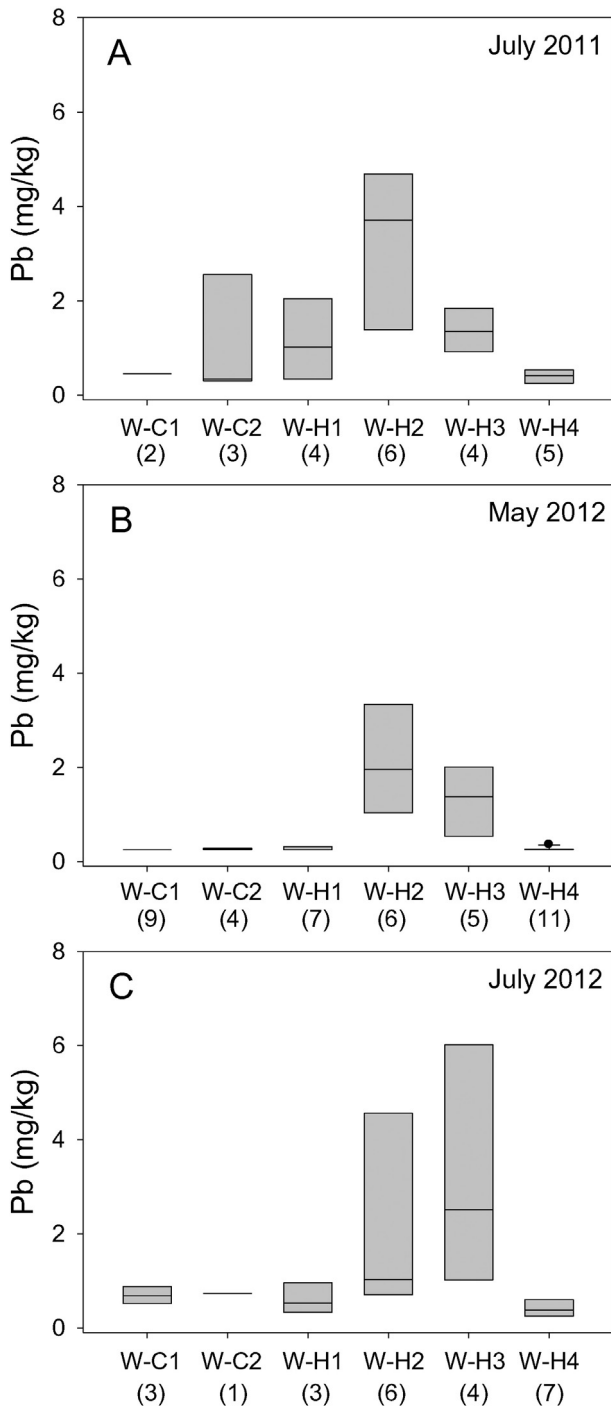 A
July 2011
Pb (mg/kg)
8
6
4
2
0
W-C1 W-C2 W-H1 W-H2 W-H3 W-H4
(2) (3) (4) (6) (4) (5)
B
May 2012
Pb (mg/kg)
8
6
4
2
0
W-C1 W-C2 W-H1 W-H2 W-H3 W-H4
(9) (4) (7) (6) (5) (11)
C
July 2012
Pb (mg/kg)
8
6
4
2
0
W-C1 W-C2 W-H1 W-H2 W-H3 W-H4
(3) (1) (3) (6) (4) (7)